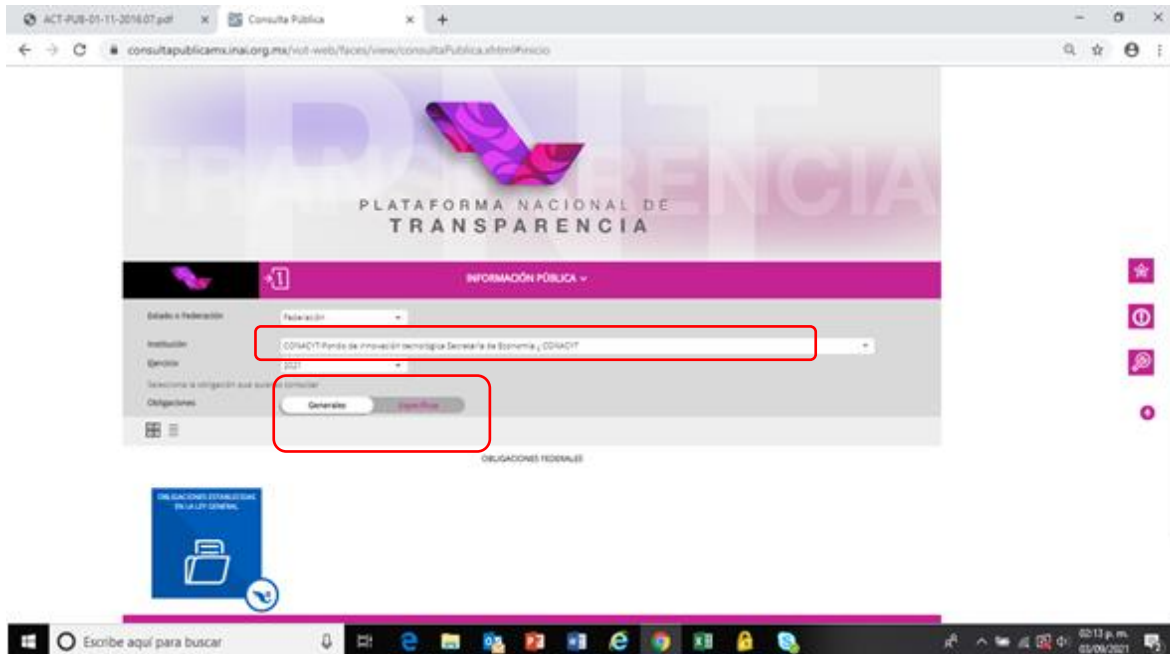 ACT-PUB-01-11-2016.07.pdf
Consulta Pública
consultapublicamx.inai.org.mx/vut-web/faces/view/consultaPublica.xhtml#inicio
PNT
TRANSPARENCIA
PLATAFORMA NACIONAL DE
TRANSPARENCIA
INFORMACIÓN PÚBLICA
Estado o Federación
Federación
Institución
CONACYT-Fondo de innovación tecnológica Secretaría de Economía y CONACYT
Ejercicio
2021
Selecciona la obligación que quieres consultar
Obligaciones
Generales
Específicas
OBLIGACIONES FEDERALES
OBLIGACIONES ESTABLECIDAS
EN LA LEY GENERAL
Escribe aquí para buscar
02:13 p. m.
03/09/2021